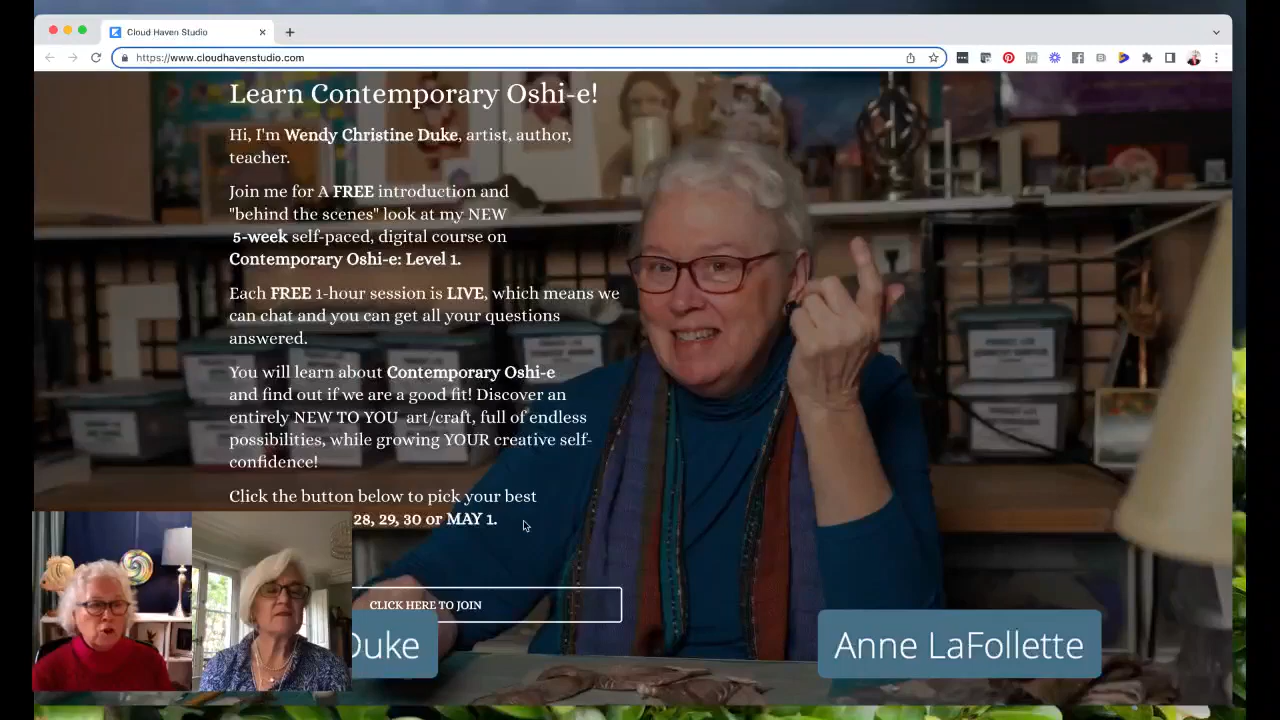 Cloud Haven Studio
https://www.cloudhavenstudio.com
Learn Contemporary Oshi-e!
Hi, I'm Wendy Christine Duke, artist, author,
teacher.
Join me for A FREE introduction and
"behind the scenes" look at my NEW
5-week self-paced, digital course on
Contemporary Oshi-e: Level 1.
Each FREE 1-hour session is LIVE, which means we
can chat and you can get all your questions
answered.
You will learn about Contemporary Oshi-e
and find out if we are a good fit! Discover an
entirely NEW TO YOU art/craft, full of endless
possibilities, while growing YOUR creative self-
confidence!
Click the button below to pick your best
28, 29, 30 or MAY 1.
CLICK HERE TO JOIN
Duke
Anne LaFollette